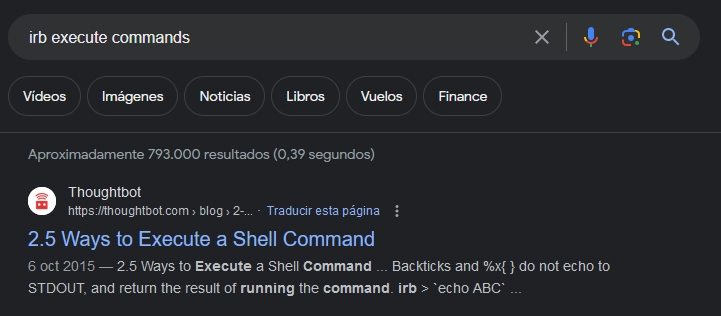 irb execute commands
Vídeos Imágenes Noticias Libros Vuelos Finance
Aproximadamente 793.000 resultados (0,39 segundos)
Thoughtbot
https://thoughtbot.com › blog › 2-... · Traducir esta página
2.5 Ways to Execute a Shell Command
6 oct 2015 — 2.5 Ways to Execute a Shell Command ... Backticks and %x{ } do not echo to
STDOUT, and return the result of running the command. irb > `echo ABC` ...